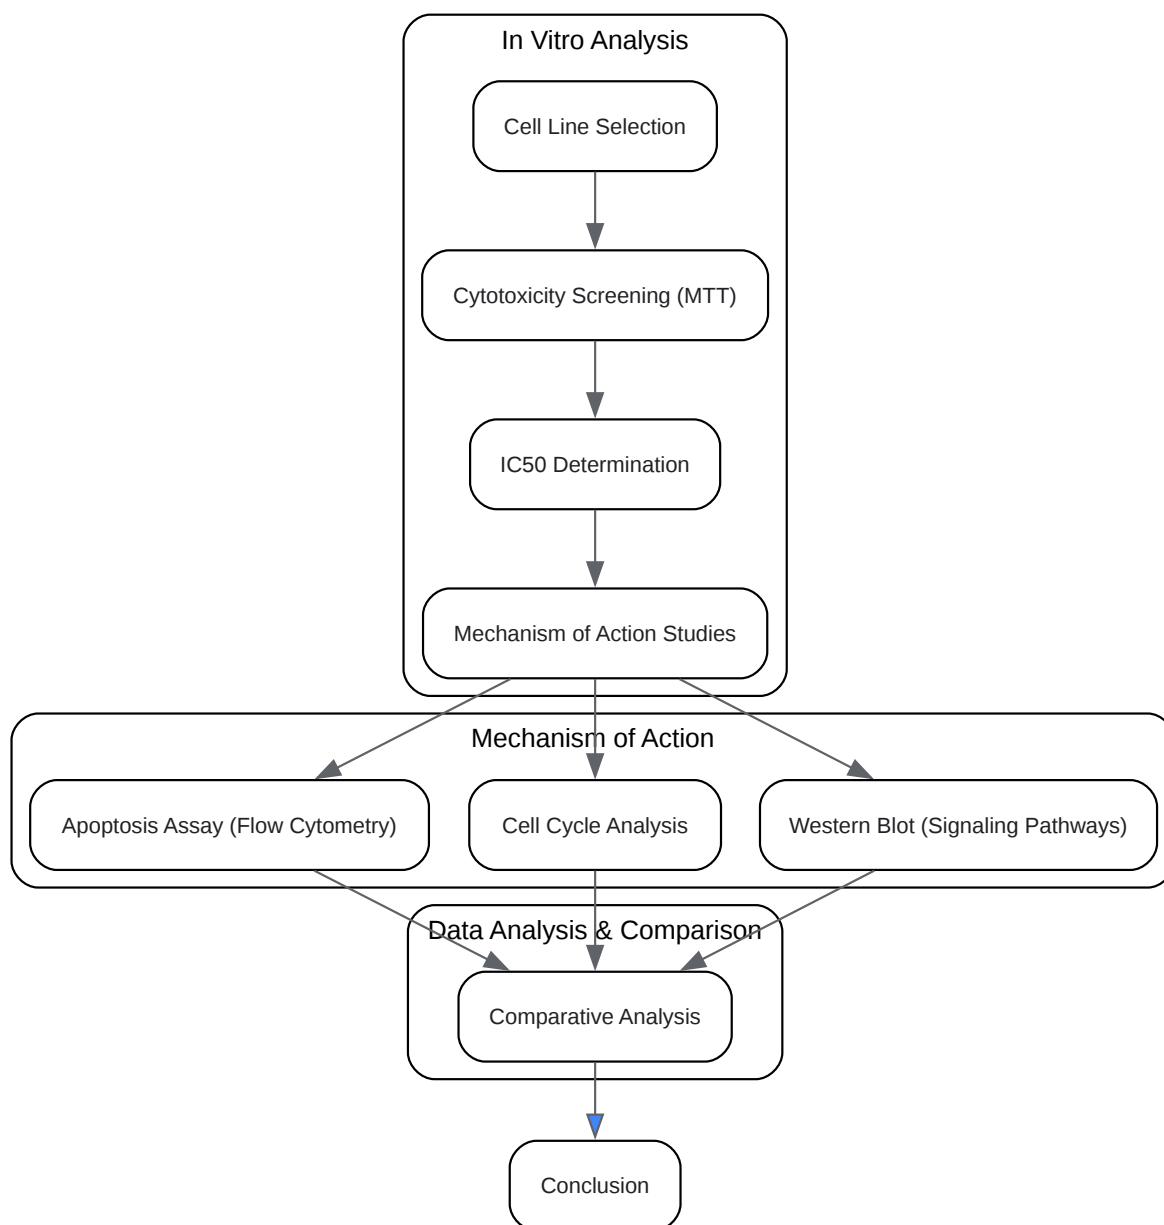 In Vitro Analysis
Cell Line Selection
Cytotoxicity Screening (MTT)
IC50 Determination
Mechanism of Action Studies
Mechanism of Action
Apoptosis Assay (Flow Cytometry)
Cell Cycle Analysis
Western Blot (Signaling Pathways)
Data Analysis & Comparison
Comparative Analysis
Conclusion